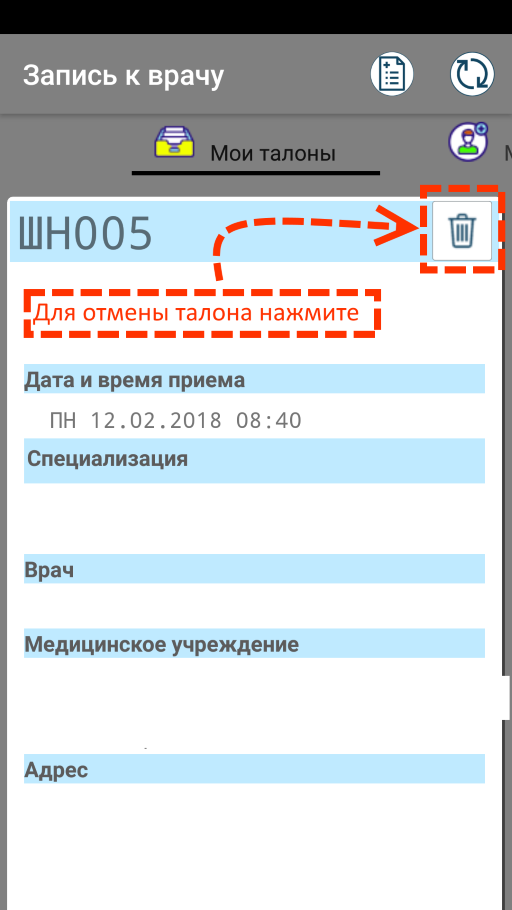 Запись к врачу
Мои талоны
ШН005
Для отмены талона нажмите
Дата и время приема
ПН 12.02.2018 08:40
Специализация
Врач
Медицинское учреждение
Адрес